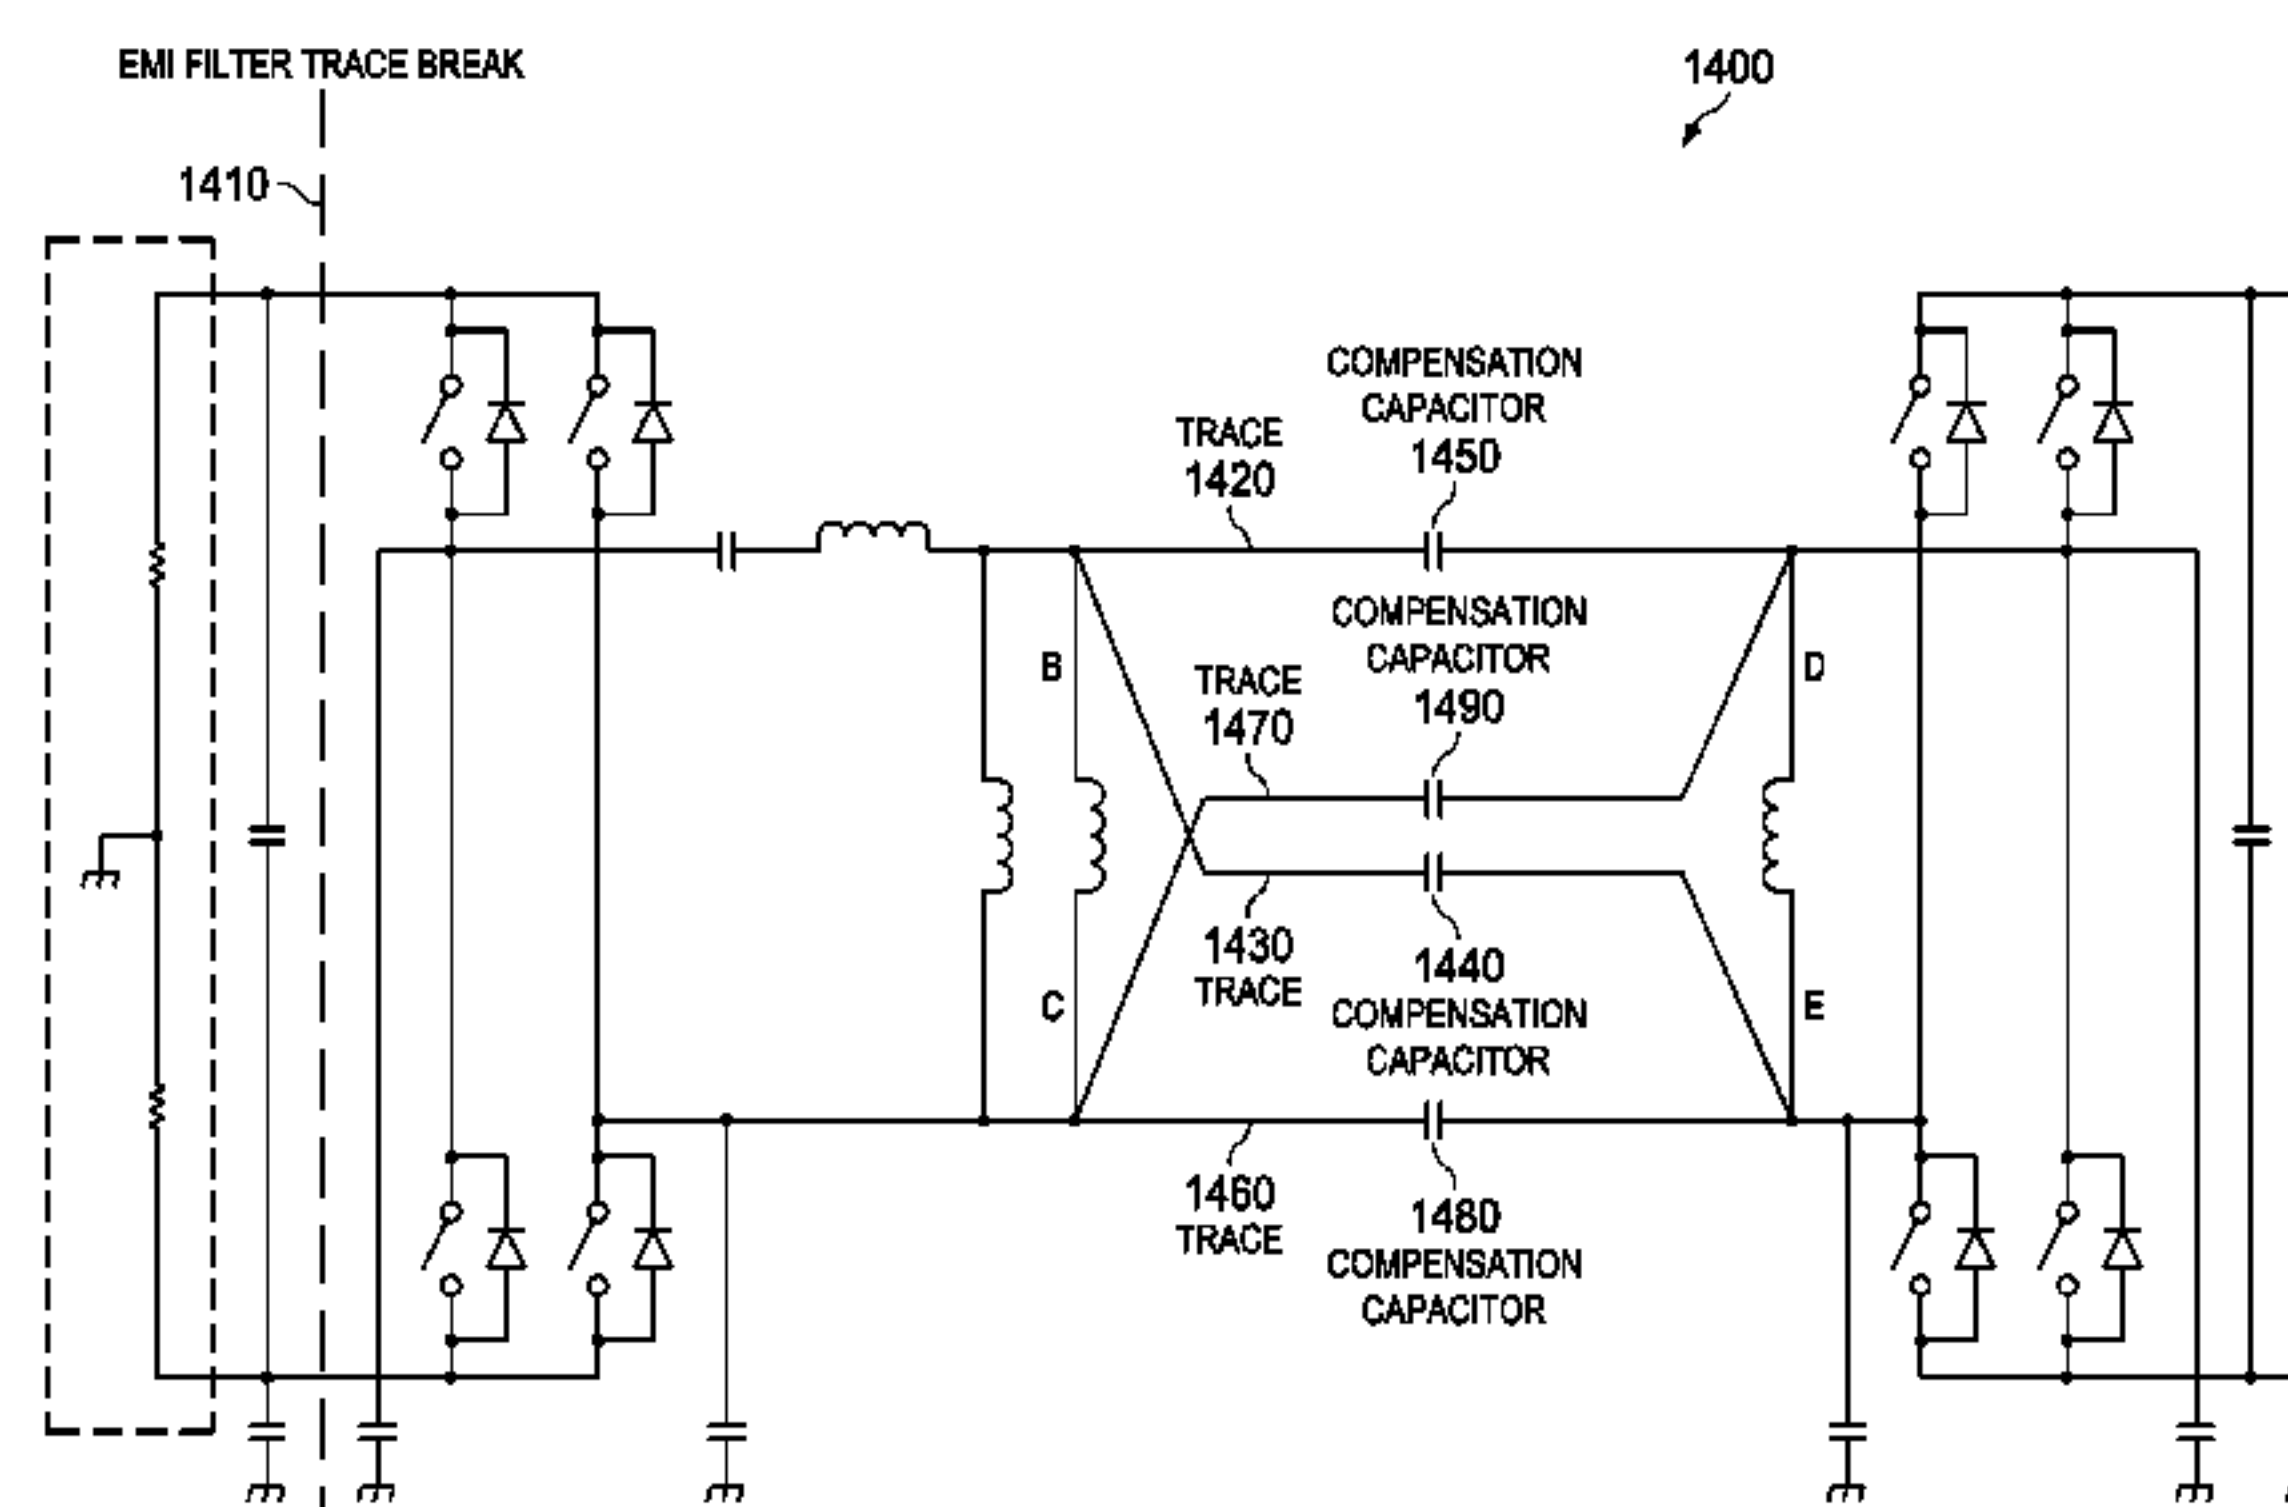 EMI FILTER TRACE BREAK
1400
1410
COMPENSATION
CAPACITOR
1450
TRACE
1420
COMPENSATION
CAPACITOR
1490
TRACE
1470
B
D
1430
TRACE
1440
COMPENSATION
CAPACITOR
C
E
1460
TRACE
1480
COMPENSATION
CAPACITOR